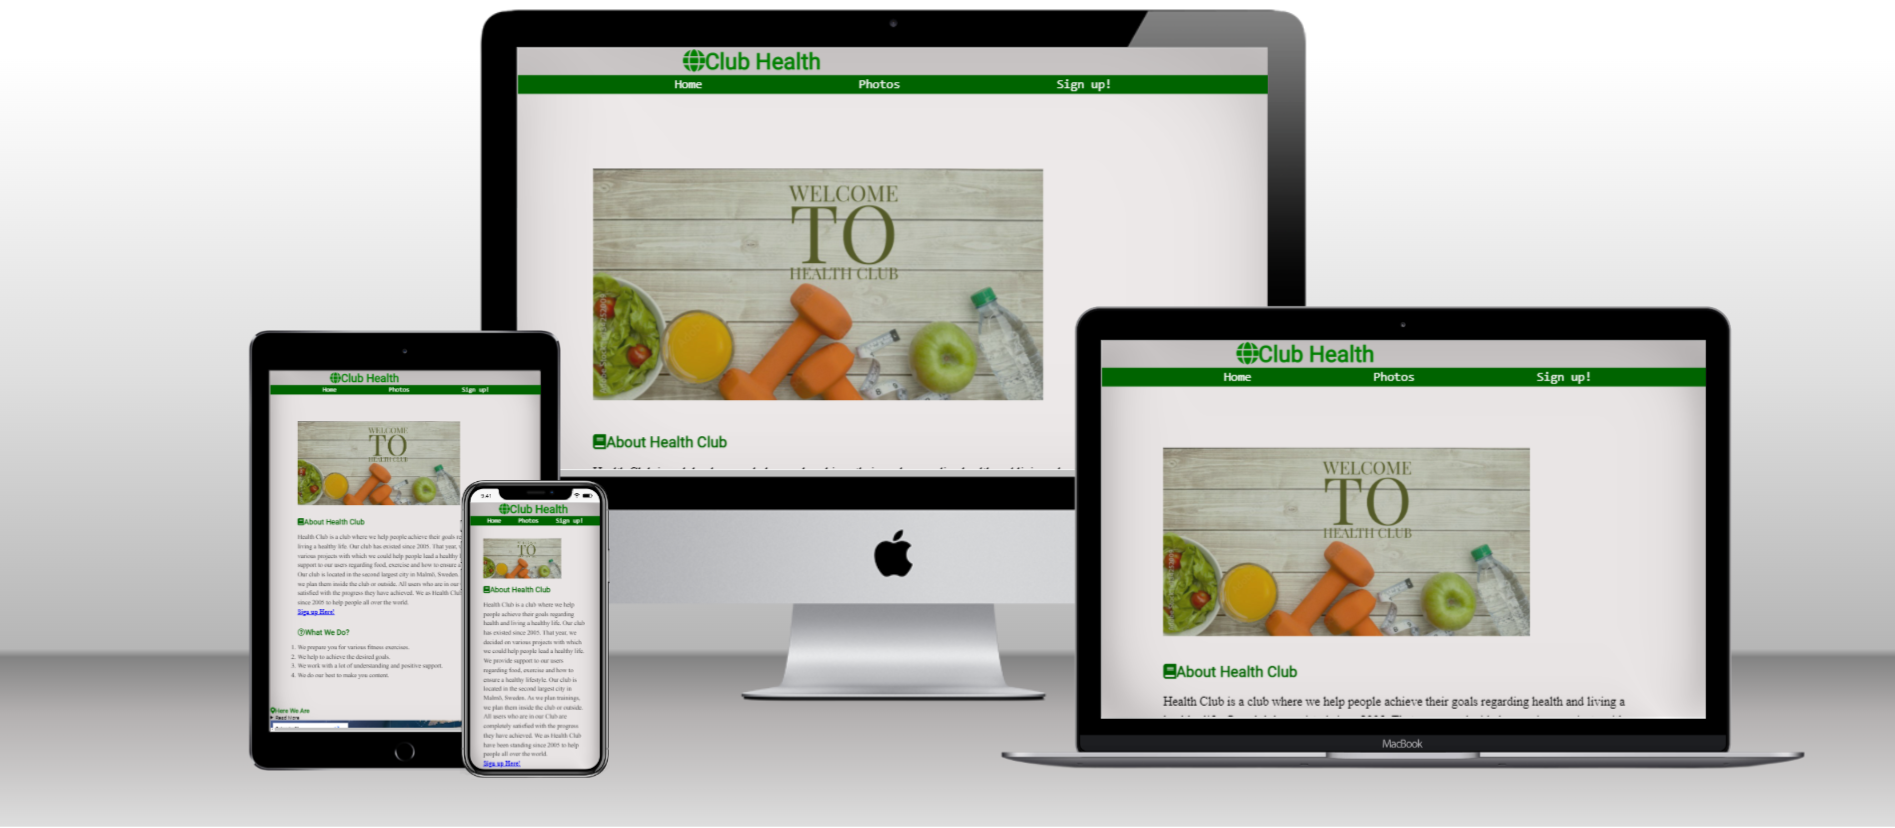 Club Health
Home Photos Sign up!
WELCOME
TO
HEALTH CLUB
About Health Club
Club Health
Home Photos Sign up!
WELCOME
TO
HEALTH CLUB
About Health Club
Health Club is a club where we help people achieve their goals re
living a healthy life. Our club has existed since 2005. That year,
various projects with which we could help people lead a healthy
support to our users regarding food, exercise and how to ensure a
Our club is located in the second largest city in Malmö, Sweden.
we plan them inside the club or outside. All users who are in our
satisfied with the progress they have achieved. We as Health Clu
since 2005 to help people all over the world.
Sign up Here!
What We Do?
1. We prepare you for various fitness exercises.
2. We help to achieve the desired goals.
3. We work with a lot of understanding and positive support.
4. We do our best to make you content.
Here We Are
Read More
9:41
Club Health
Home Photos Sign up!
TO
About Health Club
Health Club is a club where we help
people achieve their goals regarding
health and living a healthy life. Our club
has existed since 2005. That year, we
decided on various projects with which
we could help people lead a healthy life.
We provide support to our users
regarding food, exercise and how to
ensure a healthy lifestyle. Our club is
located in the second largest city in
Malmö, Sweden. As we plan trainings,
we plan them inside the club or outside.
All users who are in our Club are
completely satisfied with the progress
they have achieved. We as Health Club
have been standing since 2005 to help
people all over the world.
Sign up Here!
Club Health
Home Photos Sign up!
WELCOME
TO
HEALTH CLUB
About Health Club
Health Club is a club where we help people achieve their goals regarding health and living a
MacBook